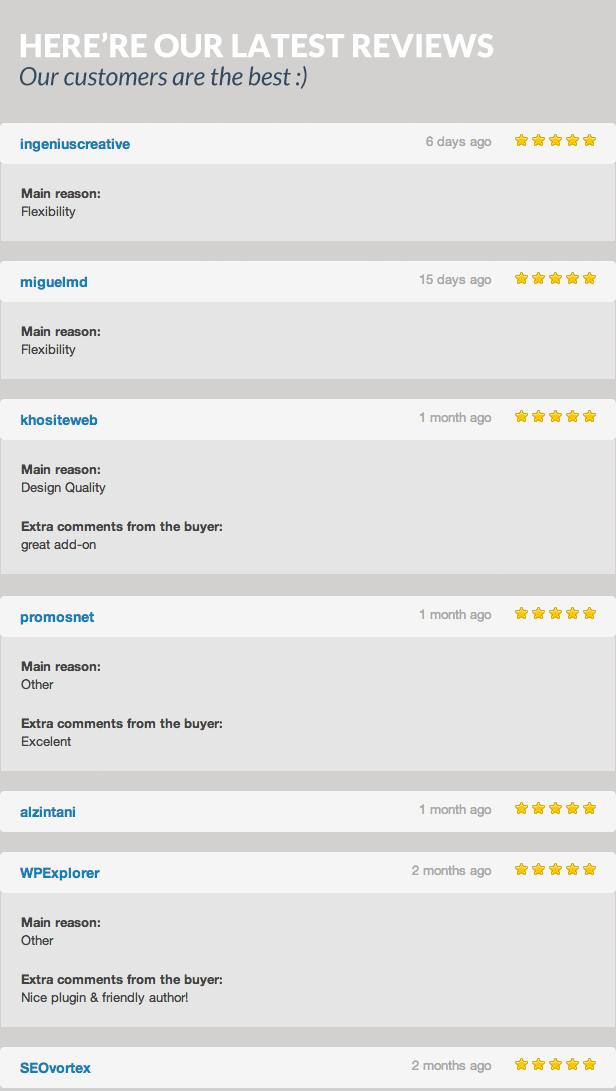 HERE’RE OUR LATEST REVIEWS
Our customers are the best :)
ingeniuscreative 6 days ago
Main reason:
Flexibility
miguelmd 15 days ago
Main reason:
Flexibility
khositeweb 1 month ago
Main reason:
Design Quality
Extra comments from the buyer:
great add-on
promosnet 1 month ago
Main reason:
Other
Extra comments from the buyer:
Excelent
alzintani 1 month ago
WPExplorer 2 months ago
Main reason:
Other
Extra comments from the buyer:
Nice plugin & friendly author!
SEOvortex 2 months ago